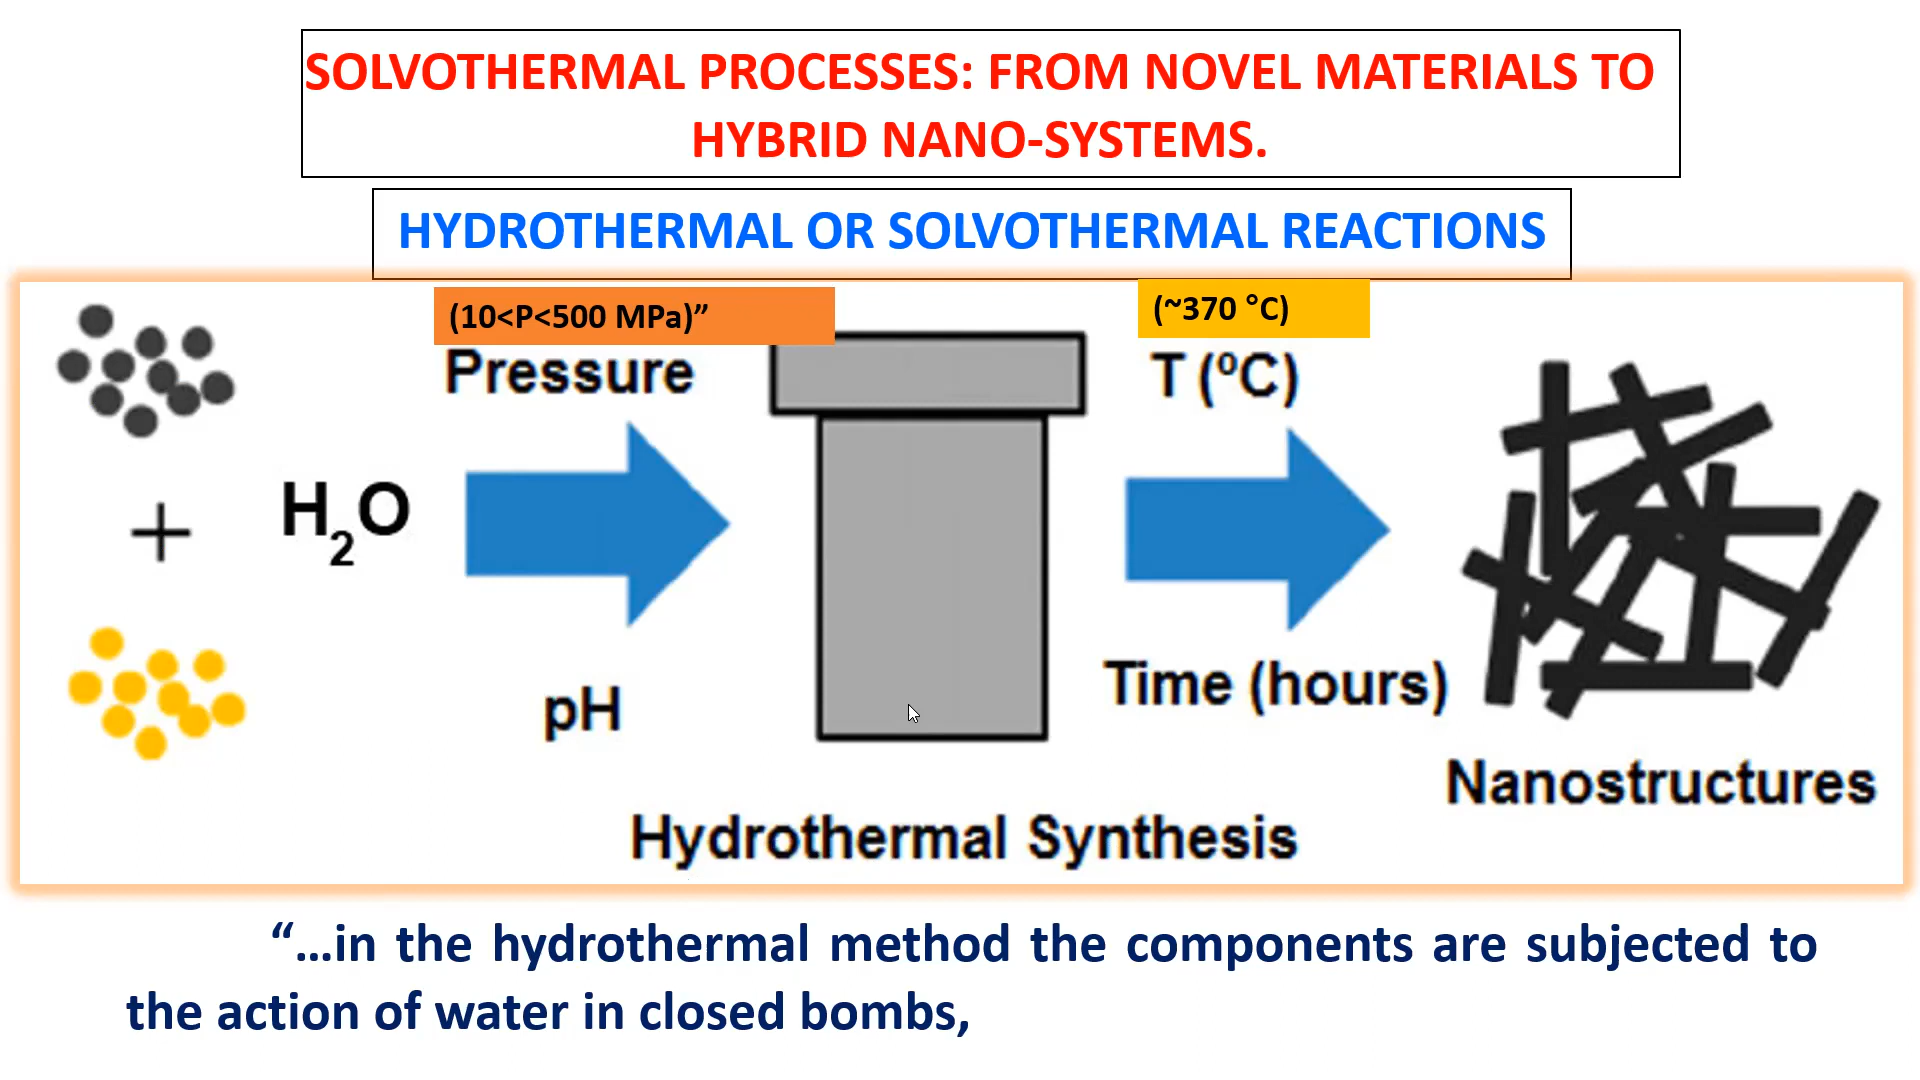 SOLVOTHERMAL PROCESSES: FROM NOVEL MATERIALS TO
HYBRID NANO-SYSTEMS.
HYDROTHERMAL OR SOLVOTHERMAL REACTIONS
(10<P<500 MPa)”
(~370 °C)
Pressure
T (ºC)
+
H₂O
pH
Time (hours)
Nanostructures
Hydrothermal Synthesis
“...in the hydrothermal method the components are subjected to
the action of water in closed bombs,